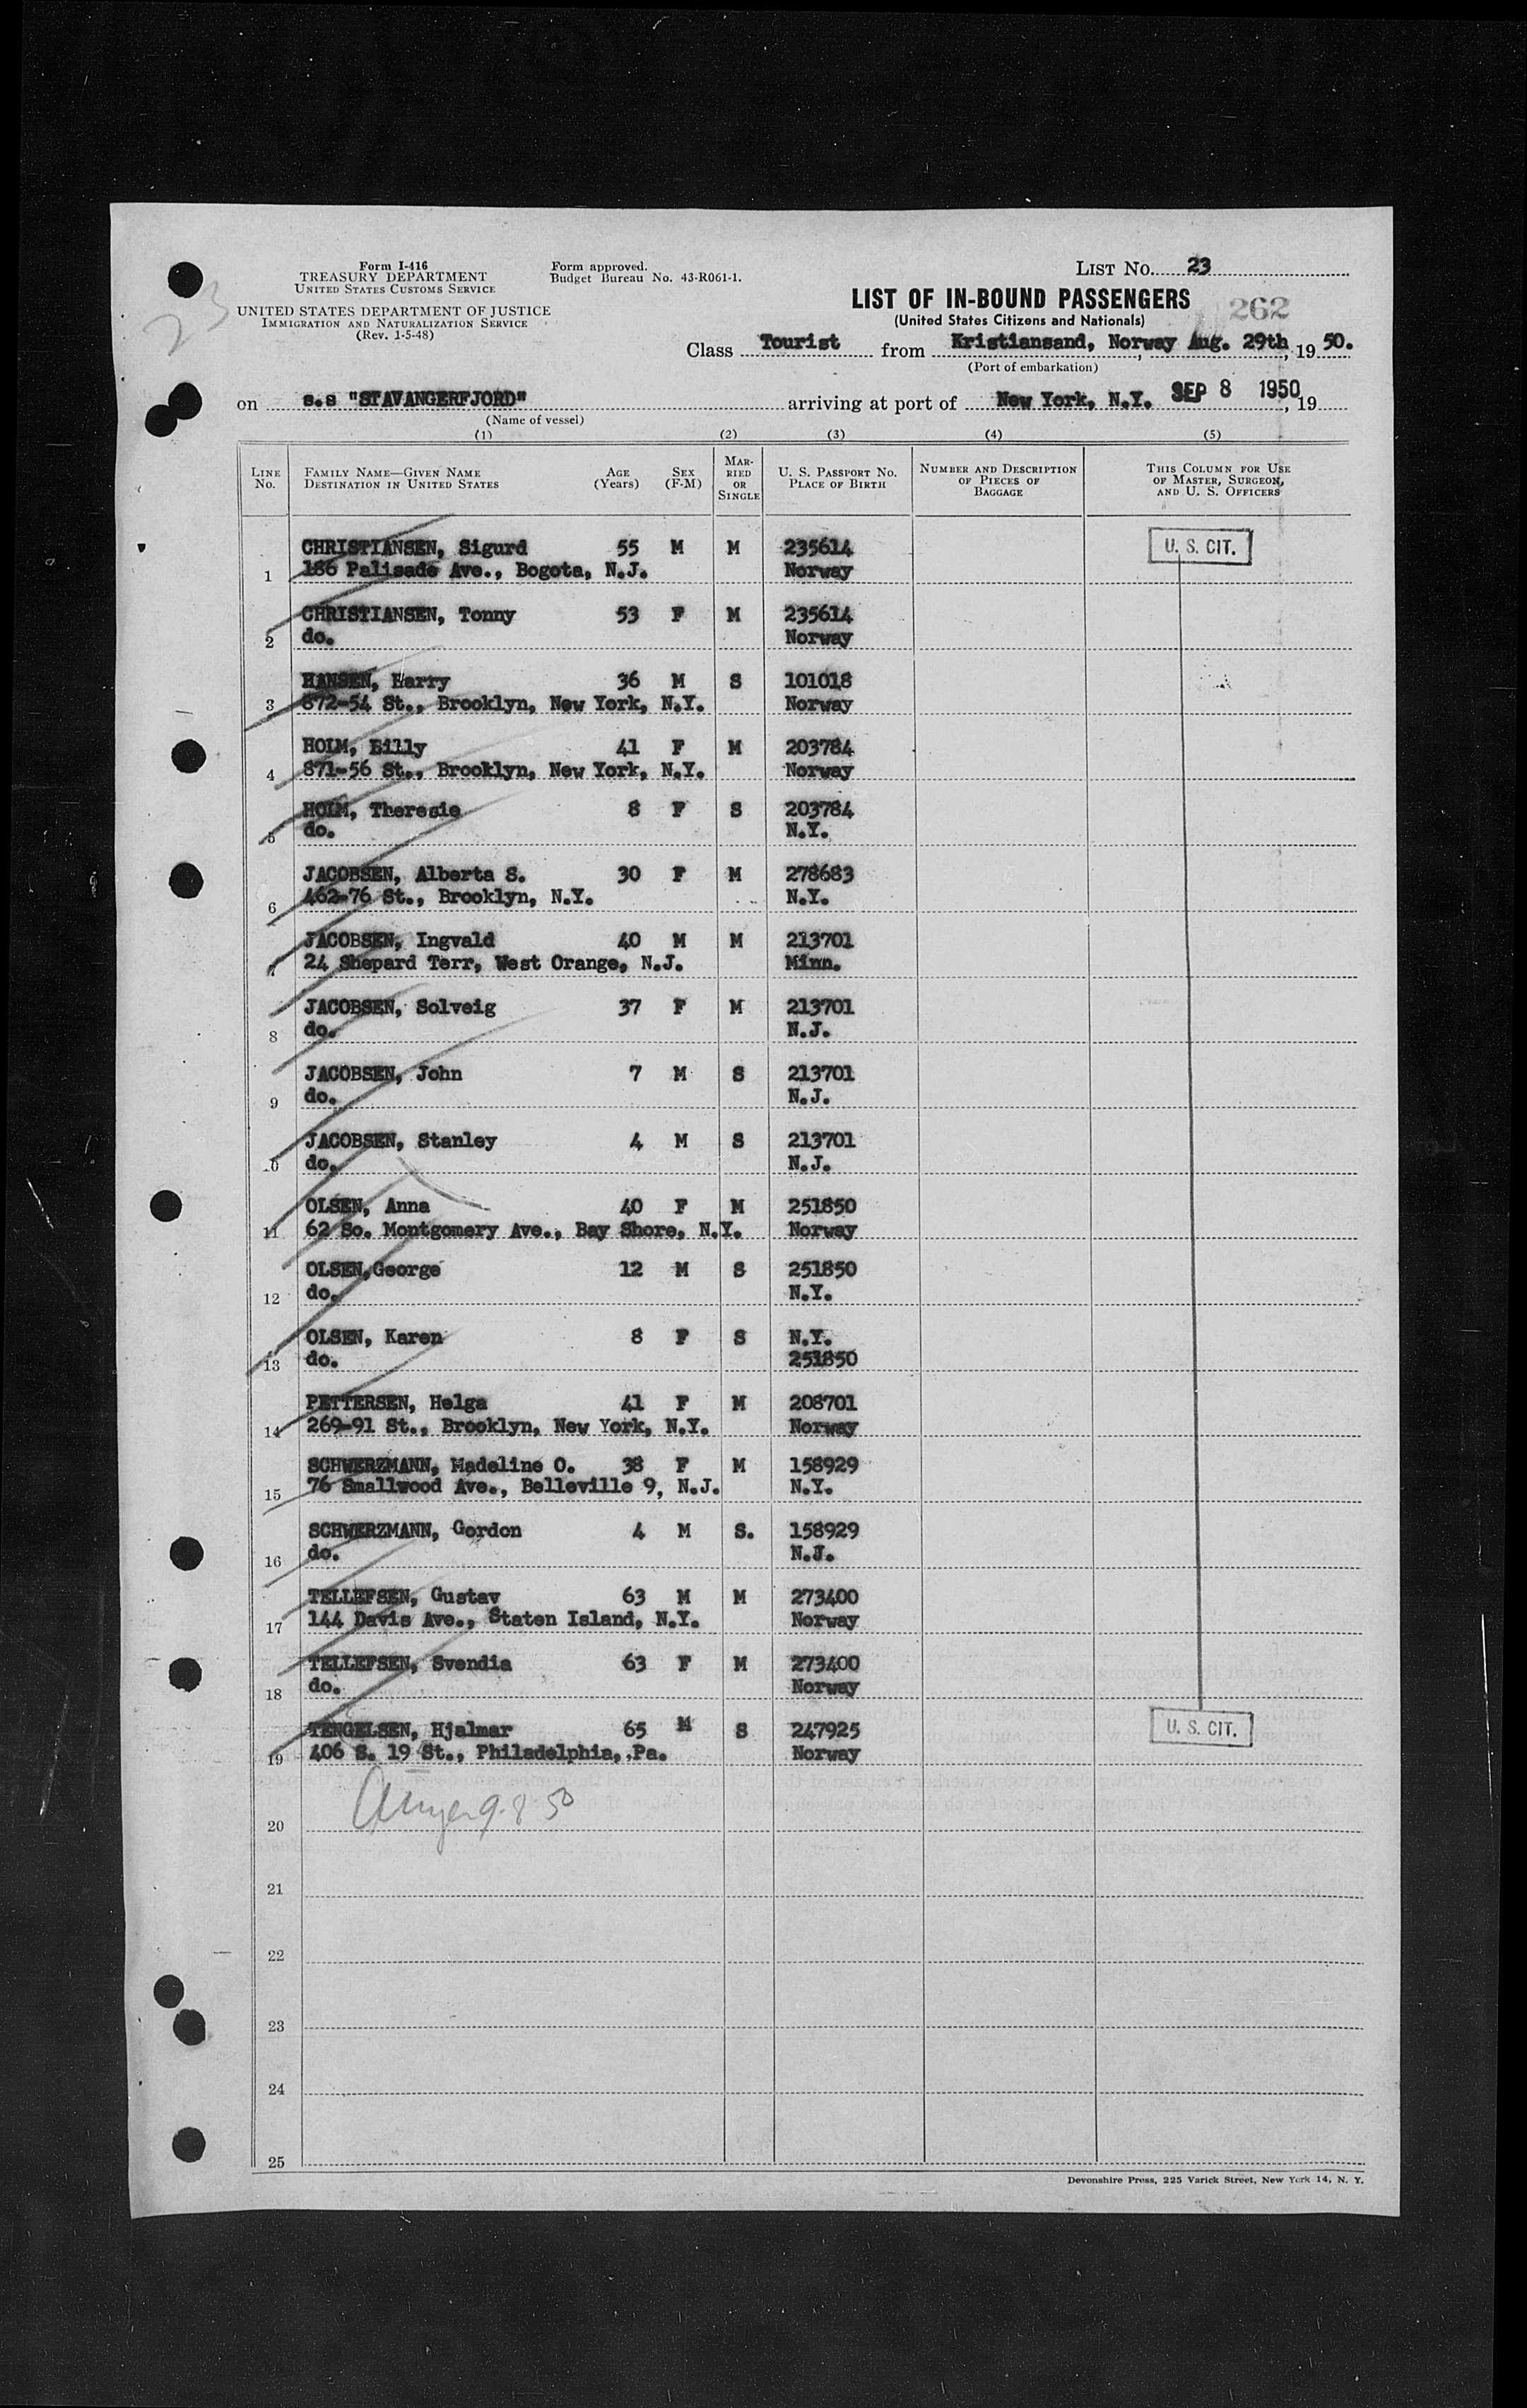 Form I-416
TREASURY DEPARTMENT
UNITED STATES CUSTOMS SERVICE
UNITED STATES DEPARTMENT OF JUSTICE
IMMIGRATION AND NATURALIZATION SERVICE
(Rev. 1-5-48)
Form approved.
Budget Bureau No. 43-R061-1.
23
LIST No. 23
LIST OF IN-BOUND PASSENGERS
262
(United States Citizens and Nationals)
Class Tourist from Kristiansand, Norway Aug. 29th, 19 50.
(Port of embarkation)
on s.s "STAVANGERFJORD" arriving at port of New York, N.Y. SEP 8 1950, 19
(Name of vessel)
(1) (2) (3) (4) (5)
LINE No. FAMILY NAME—GIVEN NAME DESTINATION IN UNITED STATES AGE (Years) SEX (F-M) MARRIED OR SINGLE U. S. PASSPORT NO. PLACE OF BIRTH NUMBER AND DESCRIPTION OF PIECES OF BAGGAGE THIS COLUMN FOR USE OF MASTER, SURGEON, AND U. S. OFFICERS
CHRISTIANSEN, Sigurd 55 M M 235614 U. S. CIT.
1 186 Palisade Ave., Bogota, N.J. Norway
CHRISTIANSEN, Tonny 53 F M 235614
2 do. Norway
HANSEN, Harry 36 M S 101018
3 872-54 St., Brooklyn, New York, N.Y. Norway
HOLM, Billy 41 F M 203784
4 871-56 St., Brooklyn, New York, N.Y. Norway
HOLM, Theresie 8 F S 203784
5 do. N.Y.
JACOBSEN, Alberta S. 30 F M 278683
6 462-76 St., Brooklyn, N.Y. N.Y.
JACOBSEN, Ingvald 40 M M 213701
7 24 Shepard Terr, West Orange, N.J. Minn.
JACOBSEN, Solveig 37 F M 213701
8 do. N.J.
JACOBSEN, John 7 M S 213701
9 do. N.J.
JACOBSEN, Stanley 4 M S 213701
10 do. N.J.
OLSEN, Anna 40 F M 251850
11 62 So. Montgomery Ave., Bay Shore, N.Y. Norway
OLSEN, George 12 M S 251850
12 do. N.Y.
OLSEN, Karen 8 F S N.Y.
13 do. 251850
PETTERSEN, Helga 41 F M 208701
14 269-91 St., Brooklyn, New York, N.Y. Norway
SCHWERZMANN, Madeline O. 38 F M 158929
15 76 Smallwood Ave., Belleville 9, N.J. N.Y.
SCHWERZMANN, Gordon 4 M S. 158929
16 do. N.J.
TELLEFSEN, Gustav 63 M M 273400
17 144 Davis Ave., Staten Island, N.Y. Norway
TELLEFSEN, Svendia 63 F M 273400
18 do. Norway
TENGELSEN, Hjalmar 65 M S 247925 U. S. CIT.
19 406 S. 19 St., Philadelphia, Pa. Norway
9-8 50
20
21
22
23
24
25
Devonshire Press, 225 Varick Street, New York 14, N. Y.